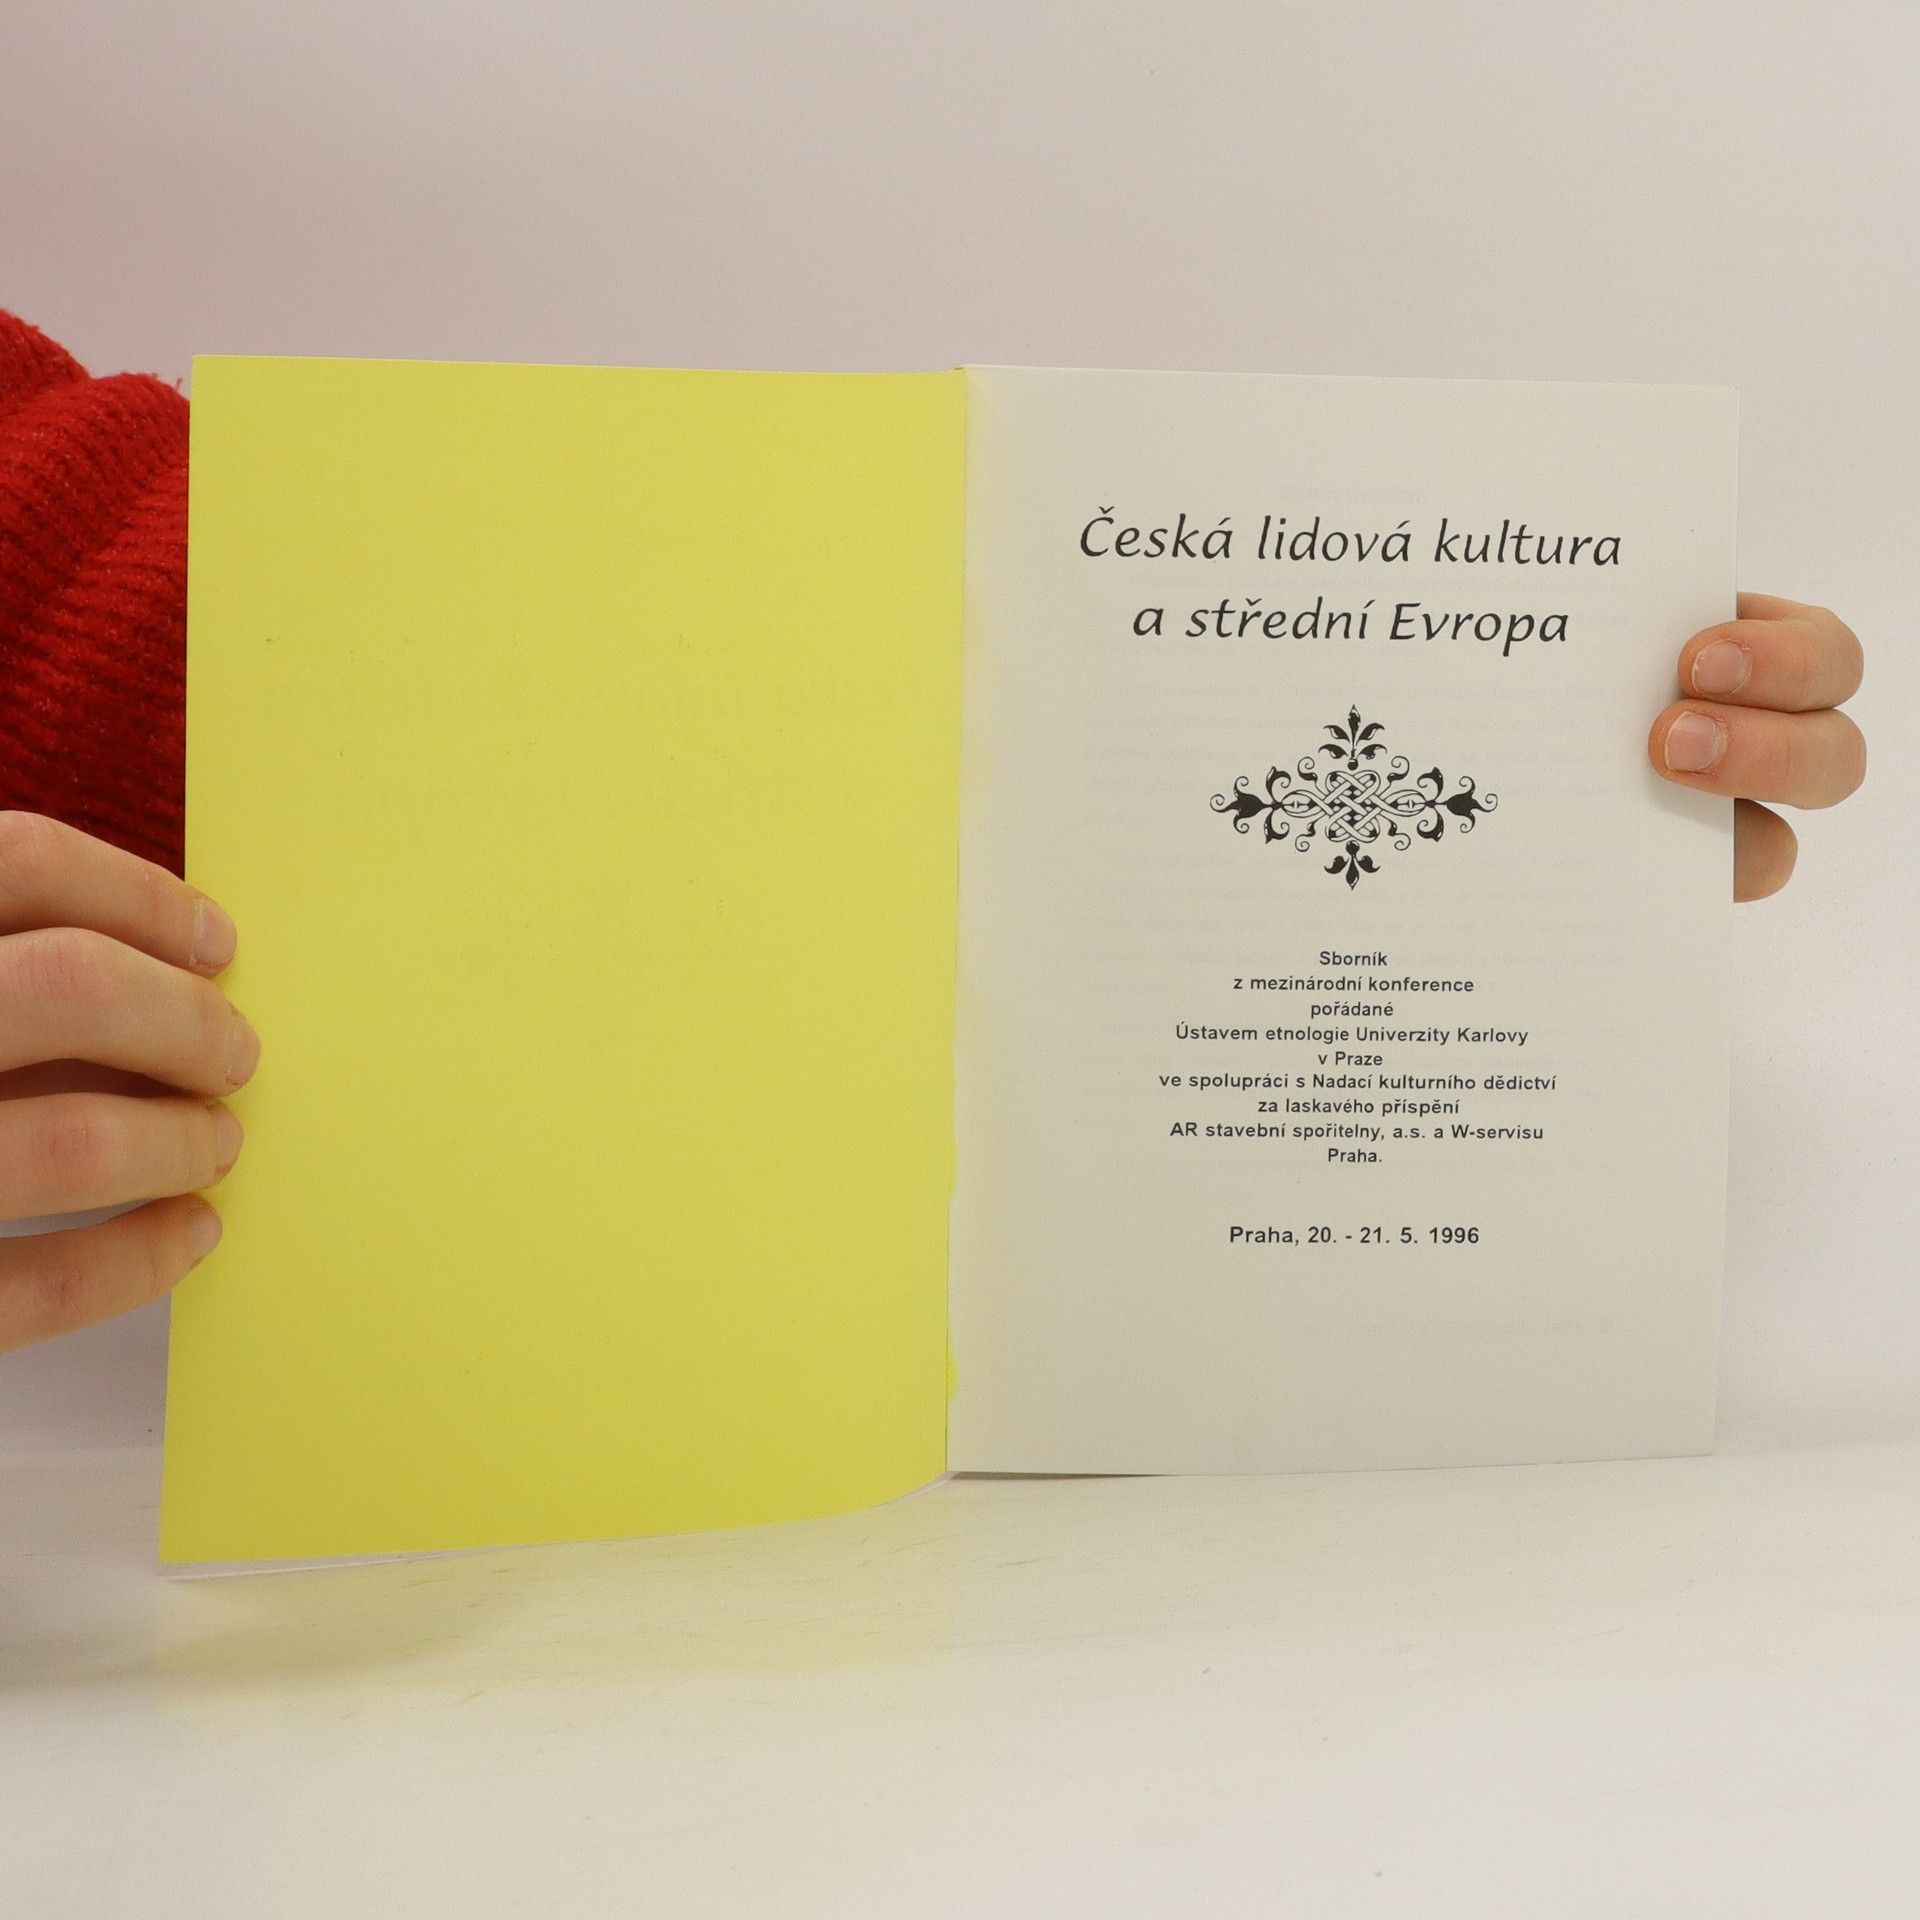 Česká lidová kultura
a střední Evropa
Sborník
z mezinárodní konference
pořádané
Ústavem etnologie Univerzity Karlovy
v Praze
ve spolupráci s Nadací kulturního dědictví
za laskavého příspění
AR stavební spořitelny, a.s. a W-servisu
Praha.
Praha, 20. - 21. 5. 1996